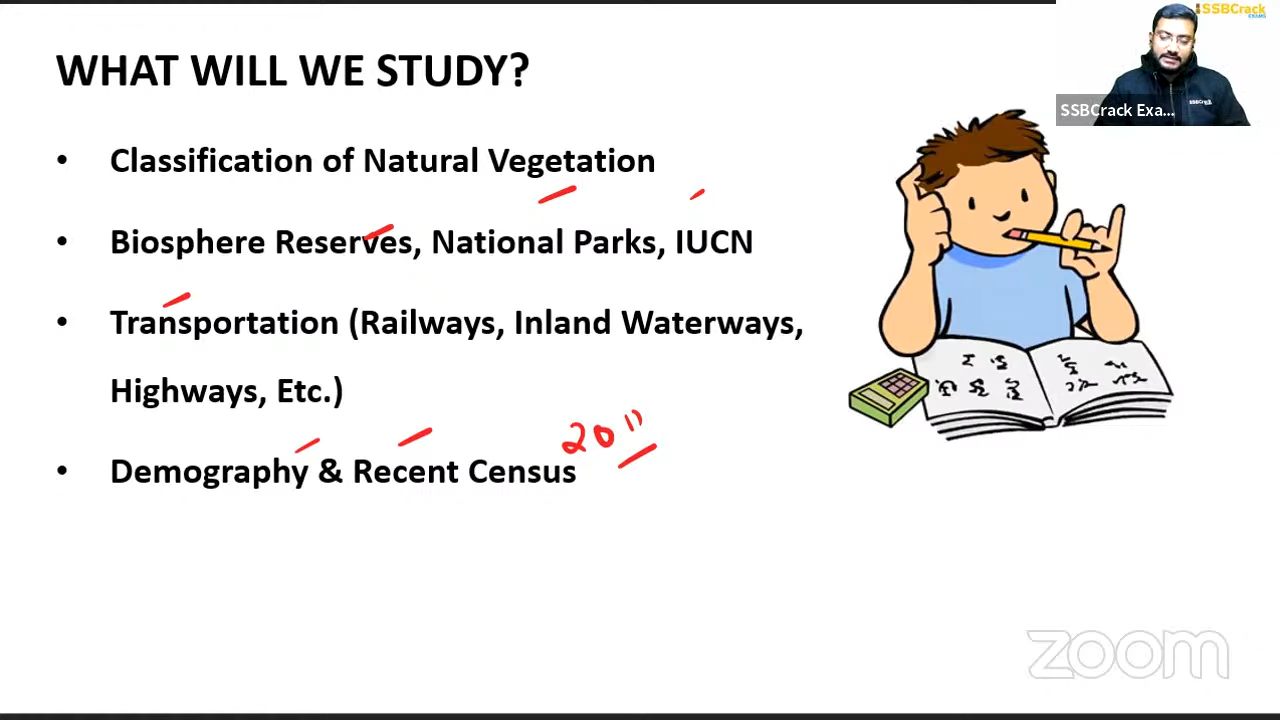 SSBCrack
EXAMS
SSBCrack Exa...
WHAT WILL WE STUDY?
• Classification of Natural Vegetation
• Biosphere Reserves, National Parks, IUCN
• Transportation (Railways, Inland Waterways,
Highways, Etc.)
2011
• Demography & Recent Census
zoom